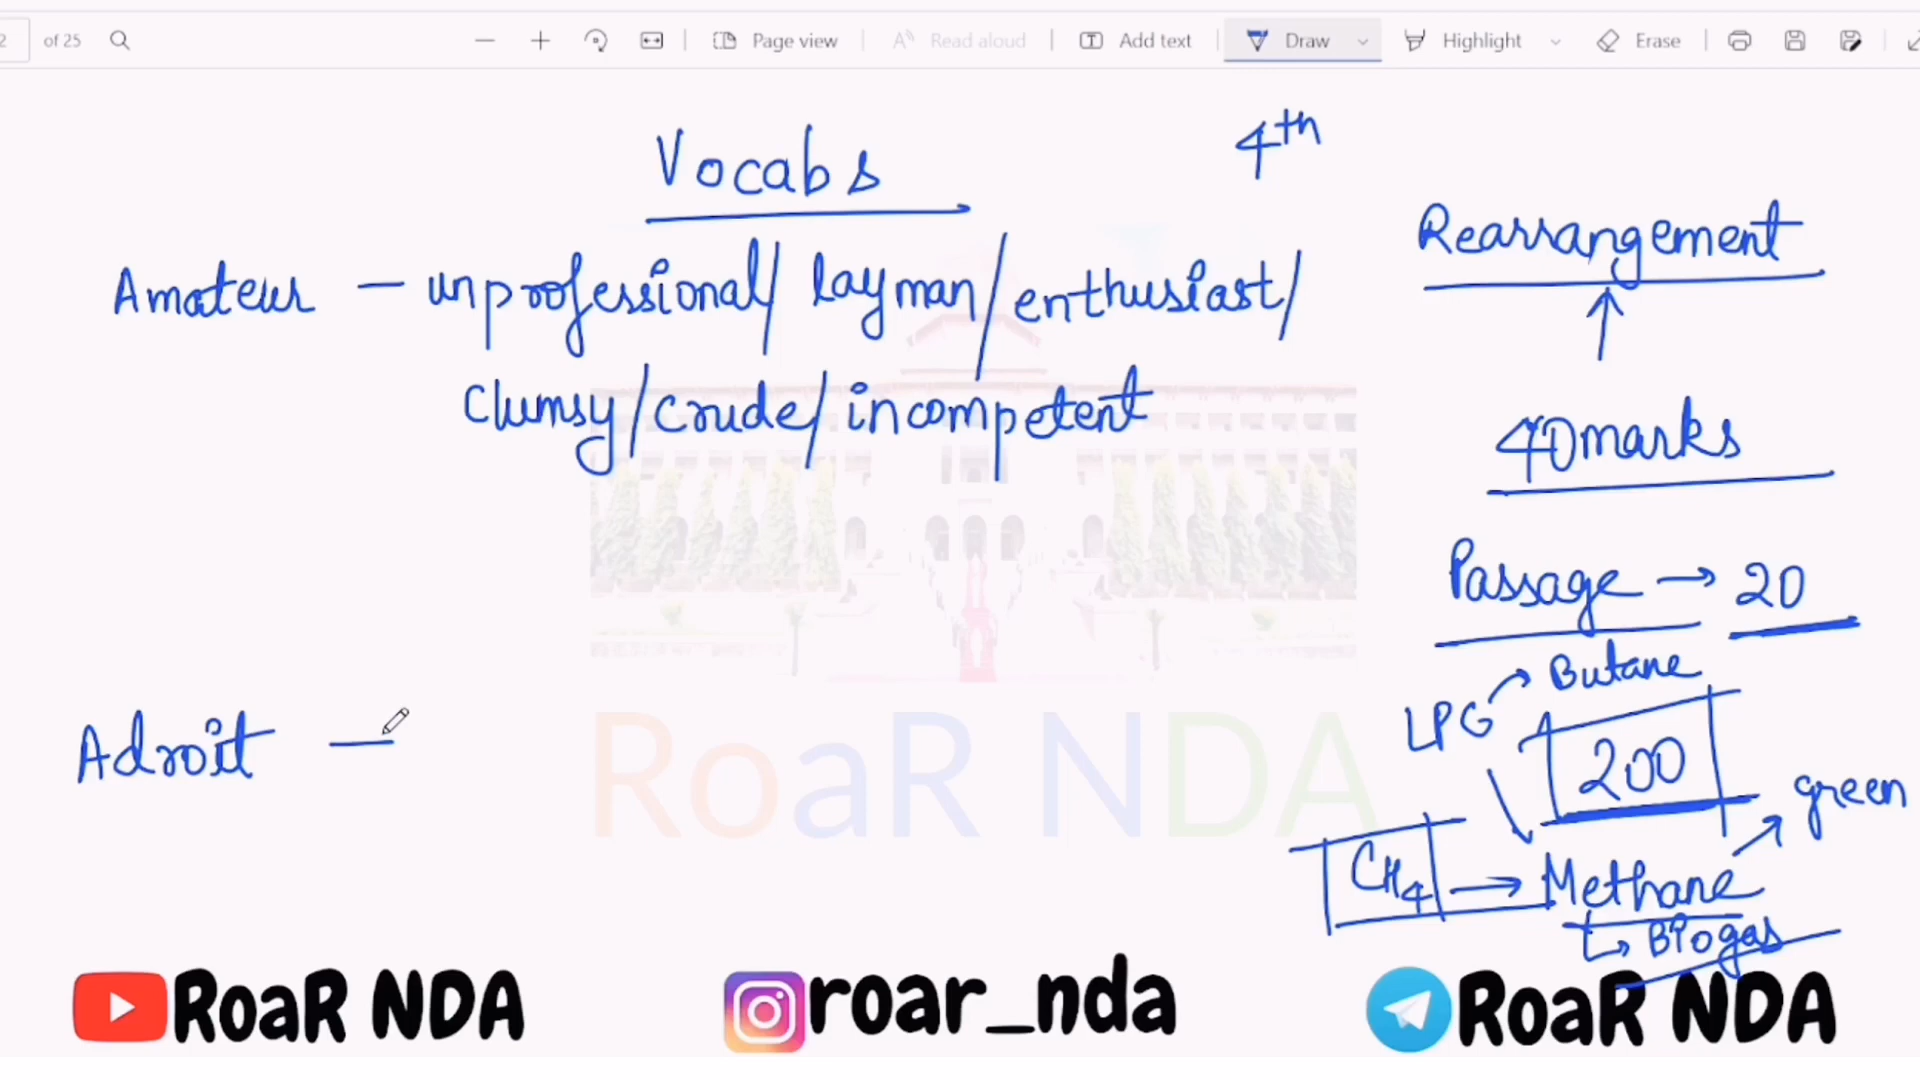 2 of 25 Page view Read aloud Add text Draw Highlight Erase
Vocabs
4th
Amateur — unprofessional/ layman/enthusiast/
Clumsy/crude/incompetent
Adroit —
Rearrangement
40marks
Passage → 20
LPG → Butane
200
CH4 → Methane → green
↳ Biogas
RoaR NDA
RoaR NDA
roar_nda
RoaR NDA